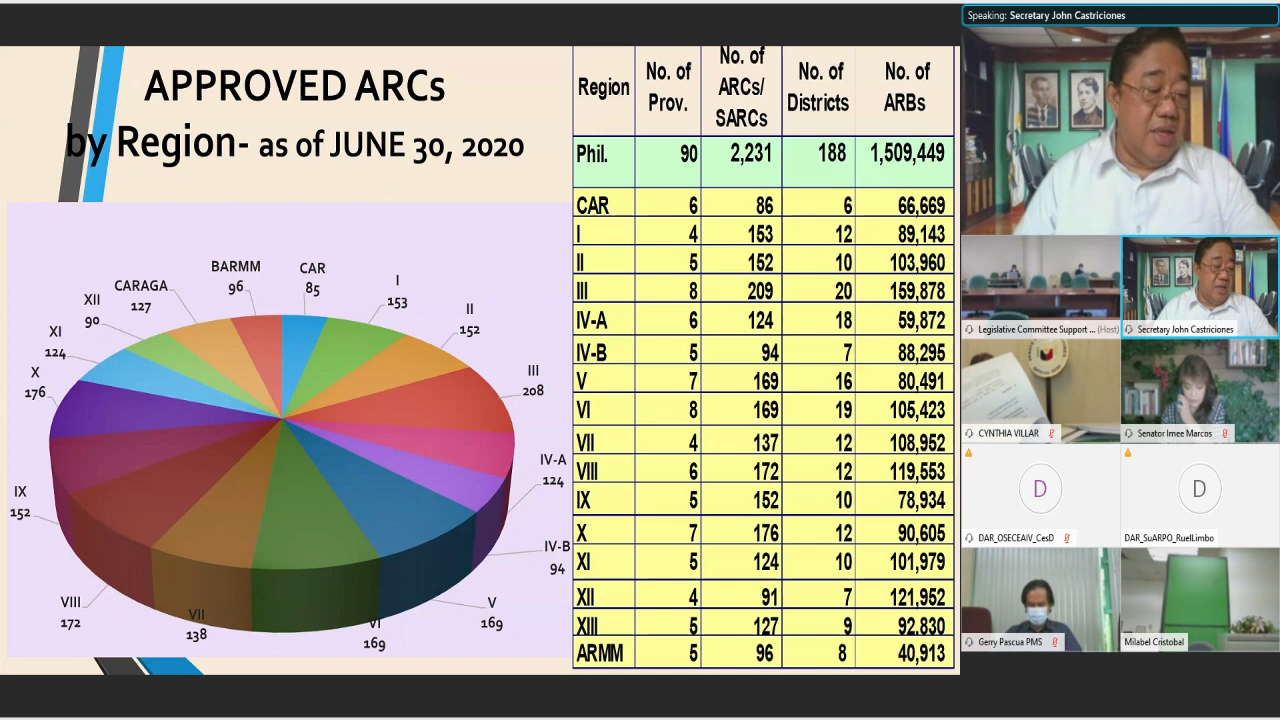 APPROVED ARCs
by Region- as of JUNE 30, 2020
BARMM
96
CAR
85
I
153
II
152
III
208
IV-A
124
IV-B
94
V
169
VI
169
VII
138
VIII
172
IX
152
X
176
XI
124
XII
90
CARAGA
127
Region No. of Prov. No. of ARCs/ SARCs No. of Districts No. of ARBs
Phil. 90 2,231 188 1,509,449
CAR 6 86 6 66,669
I 4 153 12 89,143
II 5 152 10 103,960
III 8 209 20 159,878
IV-A 6 124 18 59,872
IV-B 5 94 7 88,295
V 7 169 16 80,491
VI 8 169 19 105,423
VII 4 137 12 108,952
VIII 6 172 12 119,553
IX 5 152 10 78,934
X 7 176 12 90,605
XI 5 124 10 101,979
XII 4 91 7 121,952
XIII 5 127 9 92.830
ARMM 5 96 8 40,913
Speaking: Secretary John Castriciones
Legislative Committee Support ... (Host)
Secretary John Castriciones
CYNTHIA VILLAR
Senator Imee Marcos
D
DAR_OSECEAIV_CesD
D
DAR_SuARPO_RuelLimbo
Gerry Pascua PMS
Milabel Cristobal